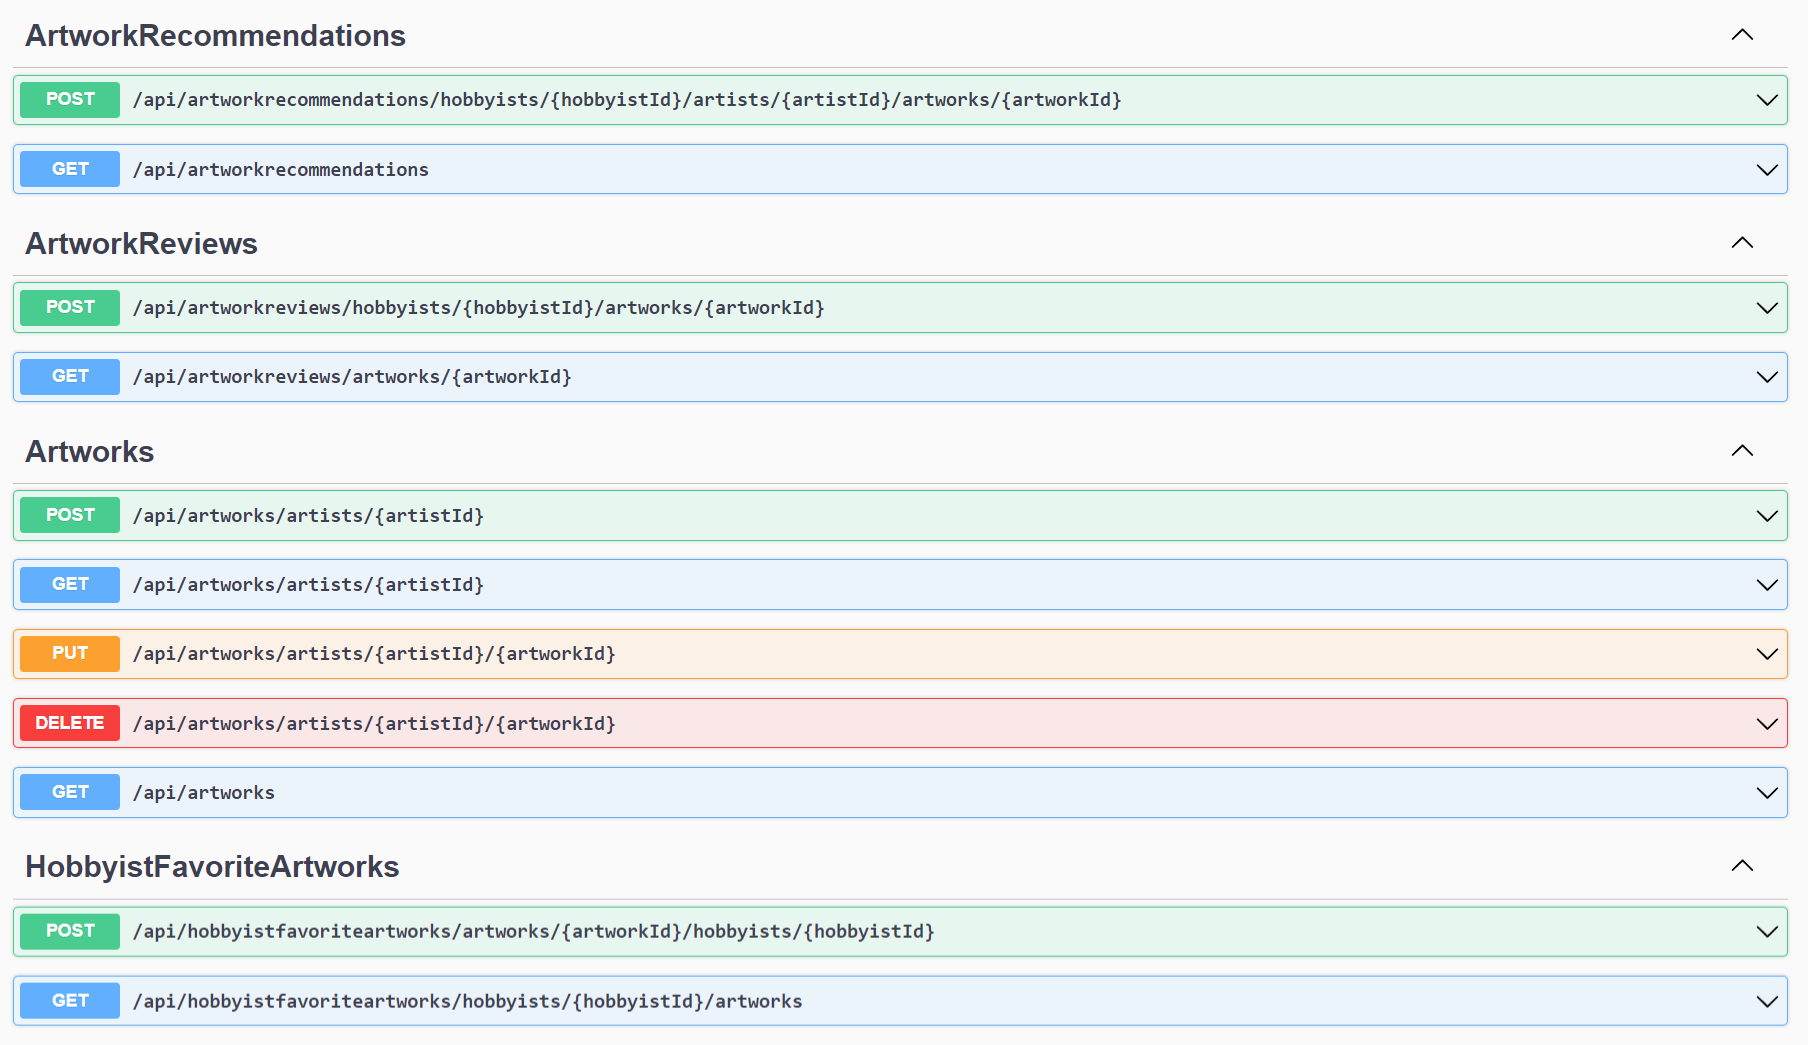 ArtworkRecommendations
POST /api/artworkrecommendations/hobbyists/{hobbyistId}/artists/{artistId}/artworks/{artworkId}
GET /api/artworkrecommendations
ArtworkReviews
POST /api/artworkreviews/hobbyists/{hobbyistId}/artworks/{artworkId}
GET /api/artworkreviews/artworks/{artworkId}
Artworks
POST /api/artworks/artists/{artistId}
GET /api/artworks/artists/{artistId}
PUT /api/artworks/artists/{artistId}/{artworkId}
DELETE /api/artworks/artists/{artistId}/{artworkId}
GET /api/artworks
HobbyistFavoriteArtworks
POST /api/hobbyistfavoriteartworks/artworks/{artworkId}/hobbyists/{hobbyistId}
GET /api/hobbyistfavoriteartworks/hobbyists/{hobbyistId}/artworks